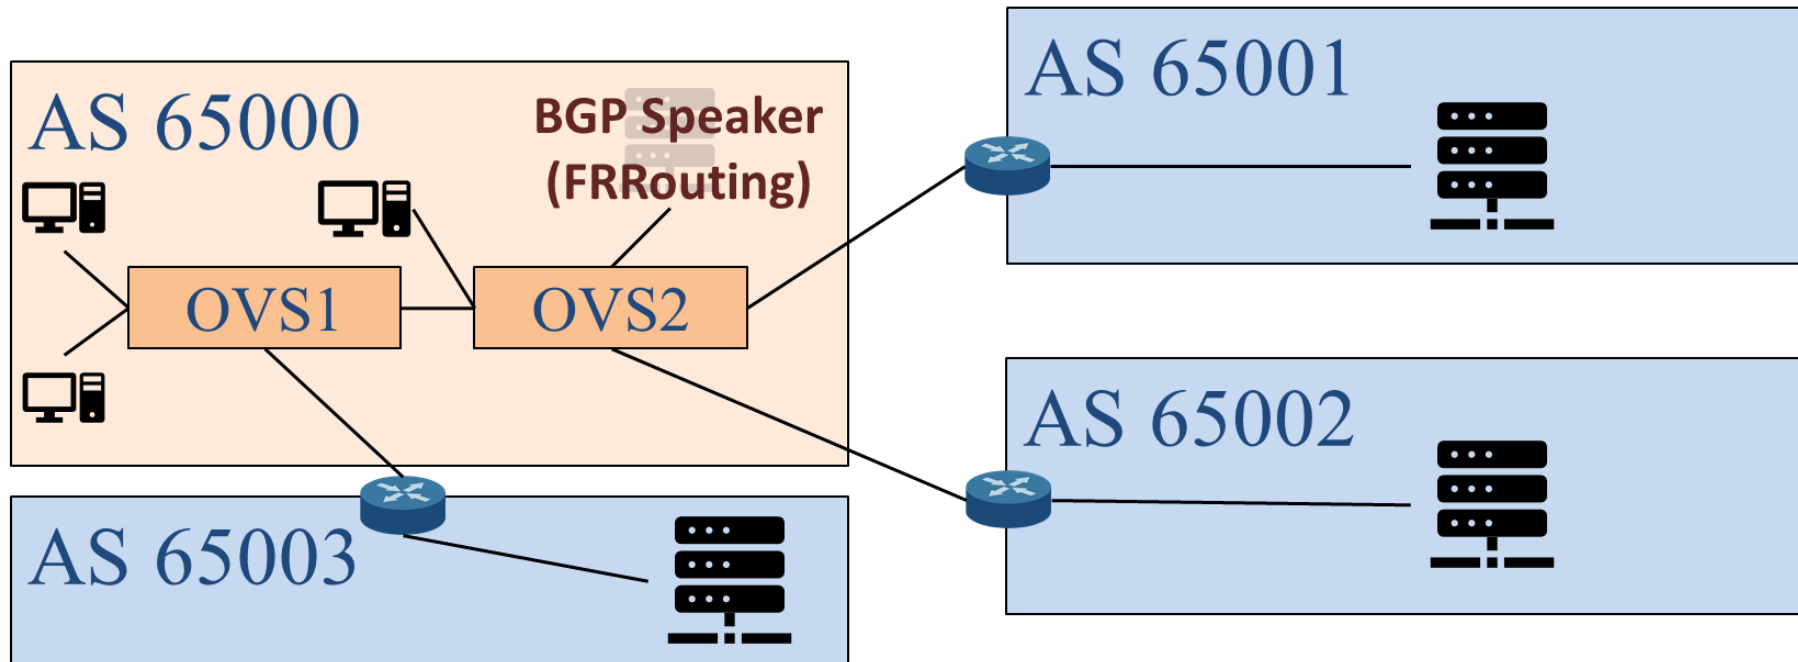 AS 65000
BGP Speaker
(FRRouting)
OVS1
OVS2
AS 65001
AS 65002
AS 65003